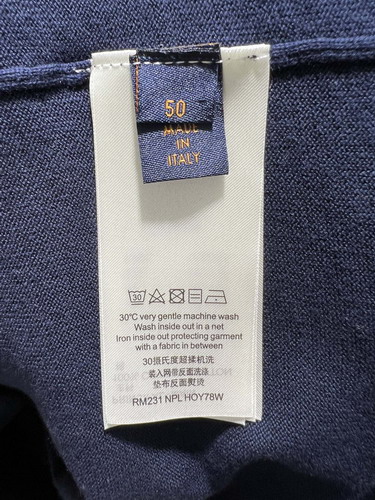 50
MADE
IN
ITALY
30
30℃ very gentle machine wash
Wash inside out in a net
Iron inside out protecting garment
with a fabric in between
30摄氏度超揉机洗
装入网带反面洗涤
垫布反面熨烫
RM231 NPL HOY78W